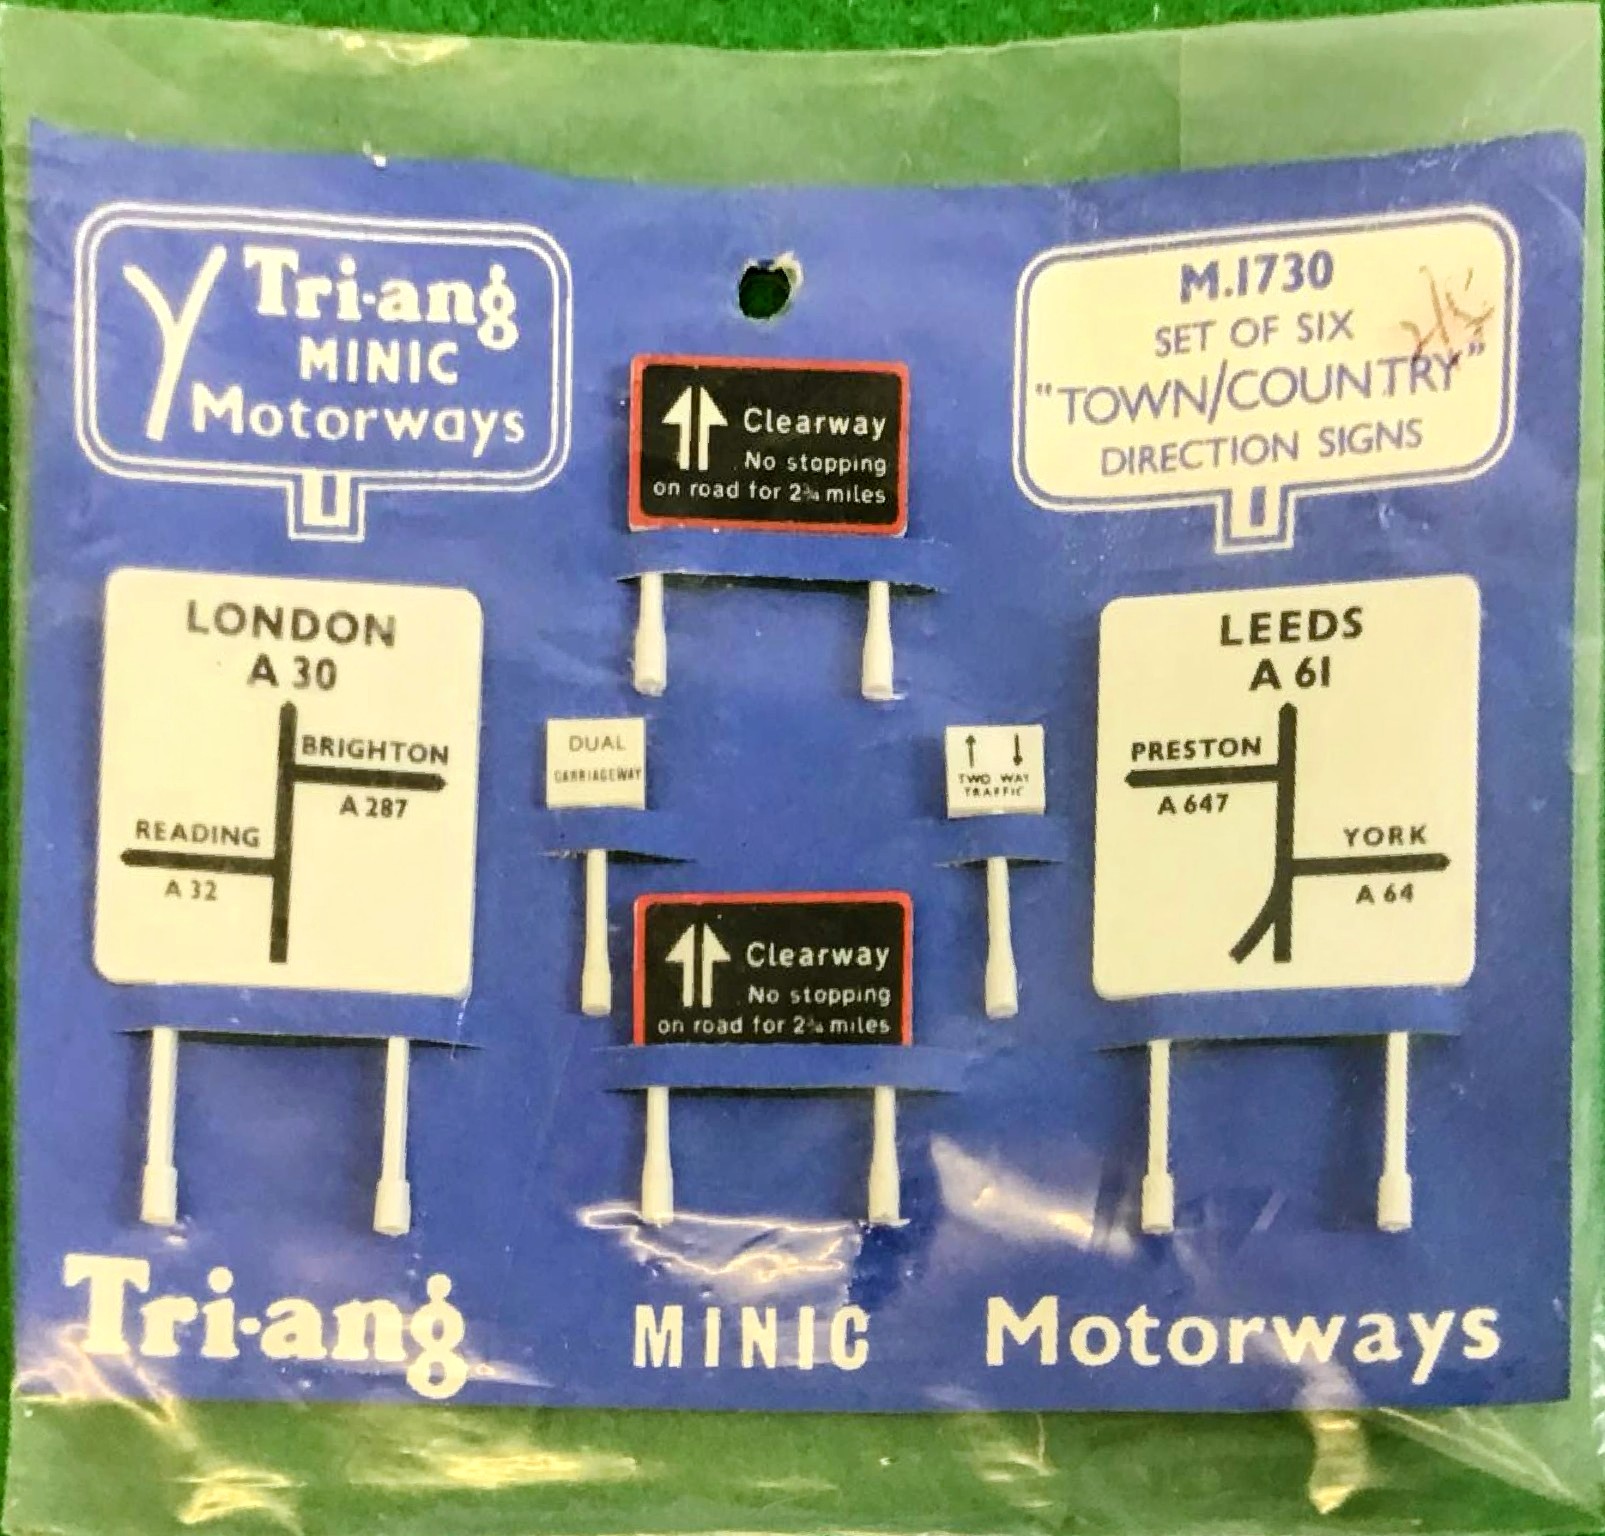 Tri-ang
MINIC
Motorways
M.1730
SET OF SIX
"TOWN/COUNTRY"
DIRECTION SIGNS
Clearway
No stopping
on road for 2¾ miles
LONDON
A 30
BRIGHTON
A 287
READING
A 32
DUAL
CARRIAGEWAY
TWO WAY
TRAFFIC
LEEDS
A 61
PRESTON
A 647
YORK
A 64
Clearway
No stopping
on road for 2¾ miles
Tri-ang MINIC Motorways